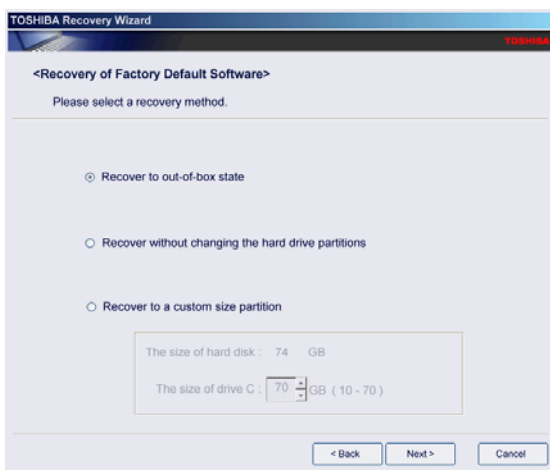 TOSHIBA Recovery Wizard
TOSHIBA
<Recovery of Factory Default Software>
Please select a recovery method.
Recover to out-of-box state
Recover without changing the hard drive partitions
Recover to a custom size partition
The size of hard disk : 74 GB
The size of drive C : 70 GB ( 10 - 70 )
< Back Next > Cancel